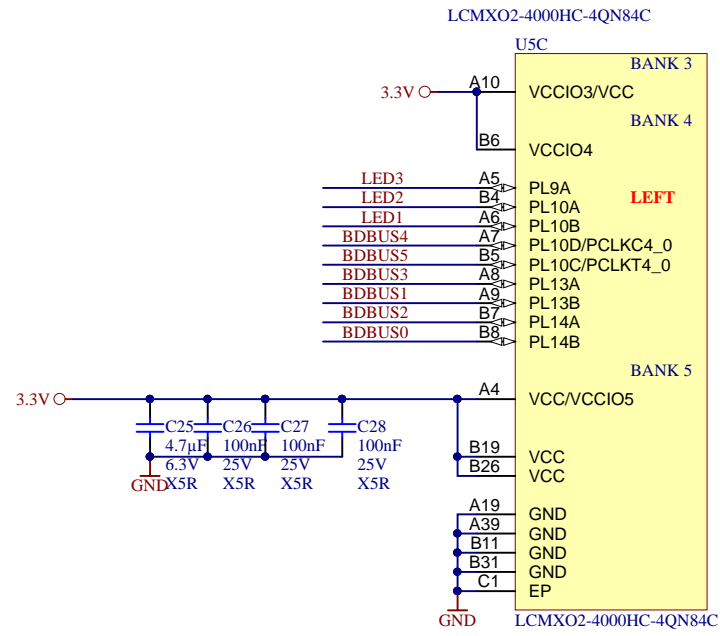 LCMXO2-4000HC-4QN84C
U5C
BANK 3
3.3V A10 VCCIO3/VCC
BANK 4
B6 VCCIO4
LED3 A5 PL9A
LEFT
LED2 B4 PL10A
LED1 A6 PL10B
BDBUS4 A7 PL10D/PCLKC4_0
BDBUS5 B5 PL10C/PCLKT4_0
BDBUS3 A8 PL13A
BDBUS1 A9 PL13B
BDBUS2 B7 PL14A
BDBUS0 B8 PL14B
BANK 5
3.3V A4 VCC/VCCIO5
C25 C26 C27 C28
4.7µF 100nF 100nF 100nF
6.3V 25V 25V 25V
X5R X5R X5R X5R
GND
B19 VCC
B26 VCC
A19 GND
A39 GND
B11 GND
B31 GND
C1 EP
GND
LCMXO2-4000HC-4QN84C